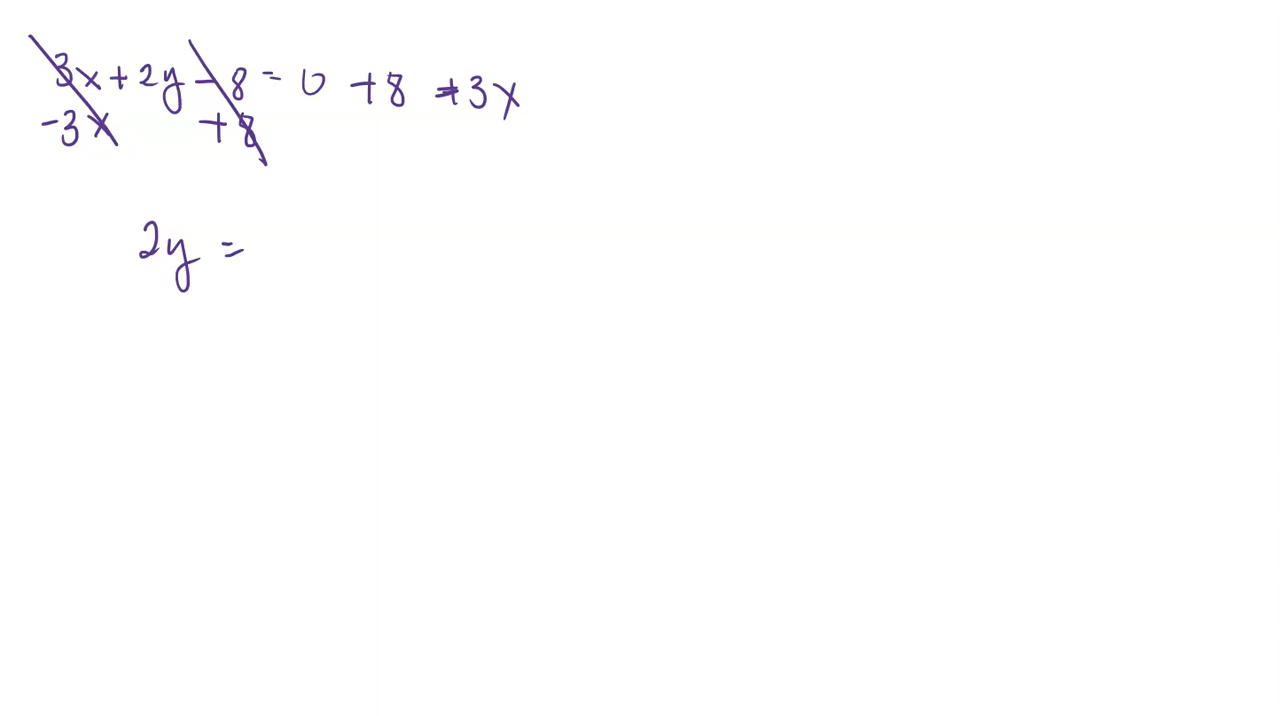 3x + 2y - 8 = 0 + 8 - 3x
-3x + 8
2y =